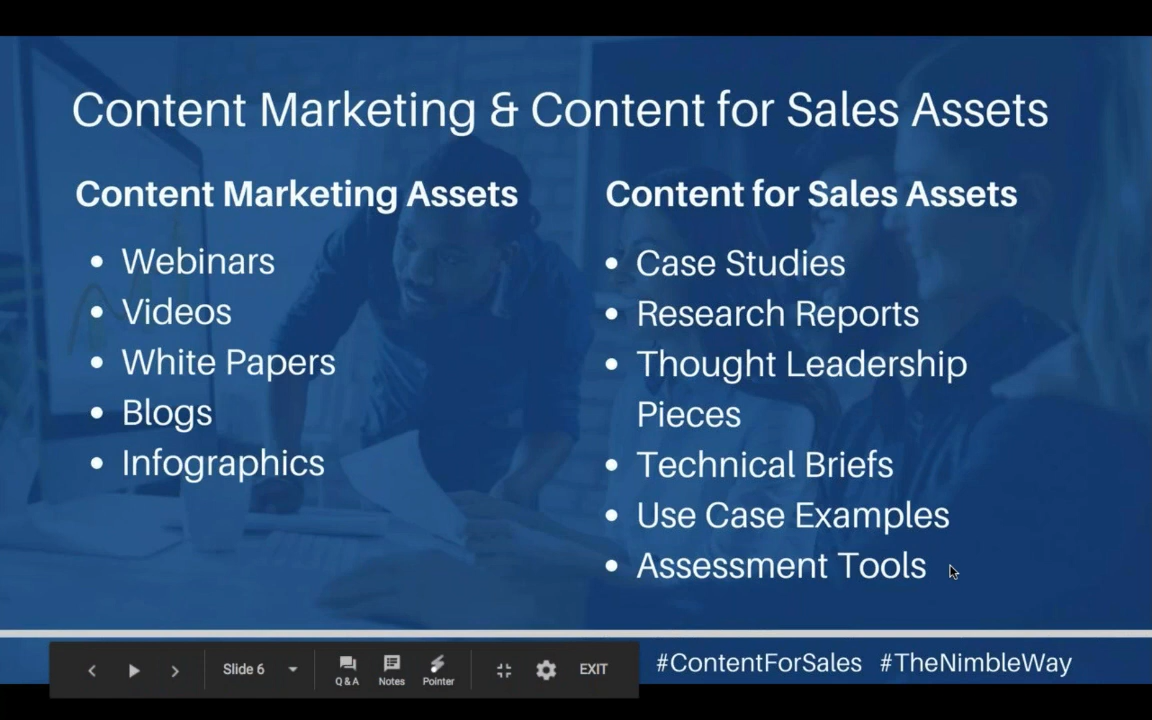 Content Marketing & Content for Sales Assets
Content Marketing Assets
Webinars
Videos
White Papers
Blogs
Infographics
Content for Sales Assets
Case Studies
Research Reports
Thought Leadership
Pieces
Technical Briefs
Use Case Examples
Assessment Tools
Slide 6
Q & A
Notes
Pointer
EXIT
#ContentForSales #TheNimbleWay